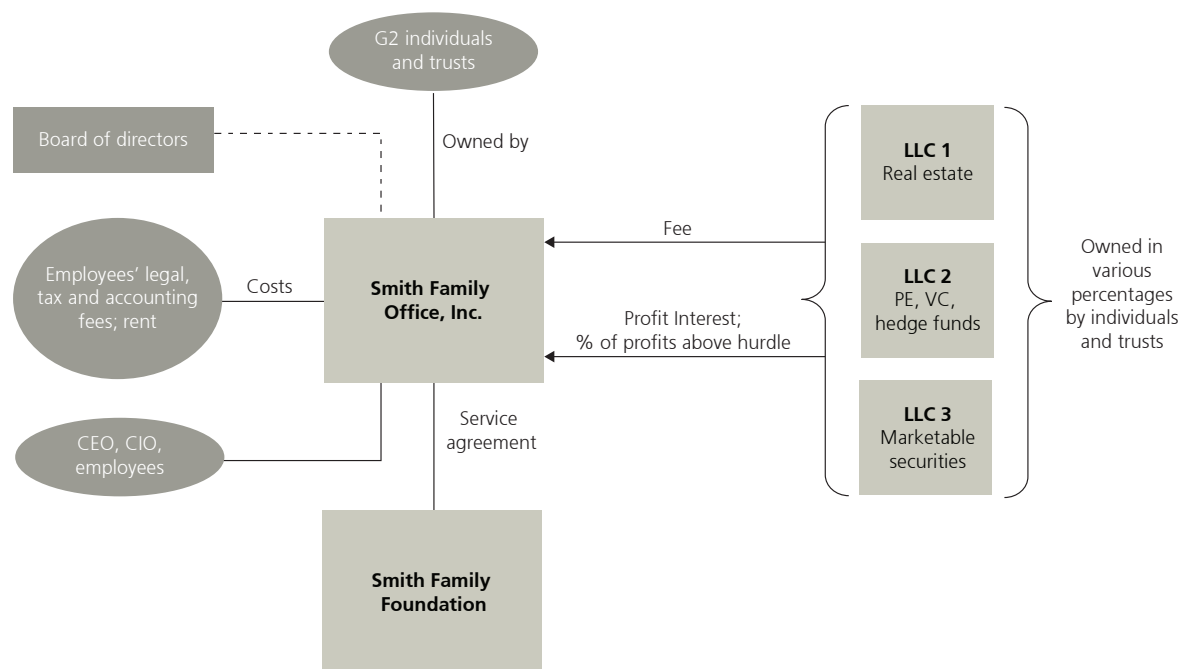 G2 individuals
and trusts
Board of directors
Owned by
Employees’ legal,
tax and accounting
fees; rent
Costs
Smith Family
Office, Inc.
CEO, CIO,
employees
Service
agreement
Smith Family
Foundation
Fee
Profit Interest;
% of profits above hurdle
LLC 1
Real estate
LLC 2
PE, VC,
hedge funds
LLC 3
Marketable
securities
Owned in
various
percentages
by individuals
and trusts